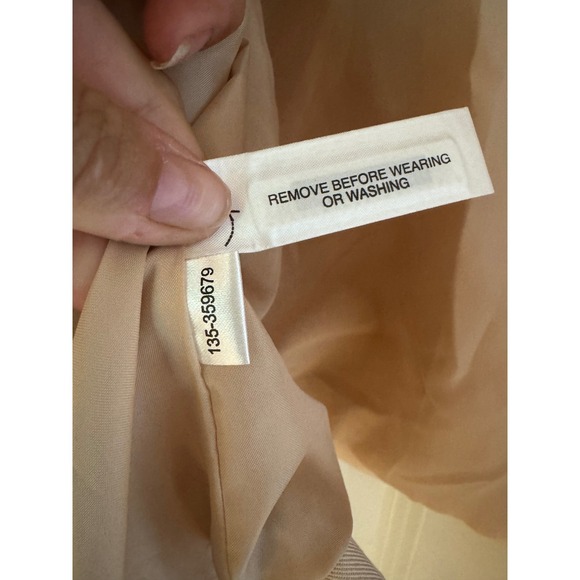 REMOVE BEFORE WEARING
OR WASHING
135-359679